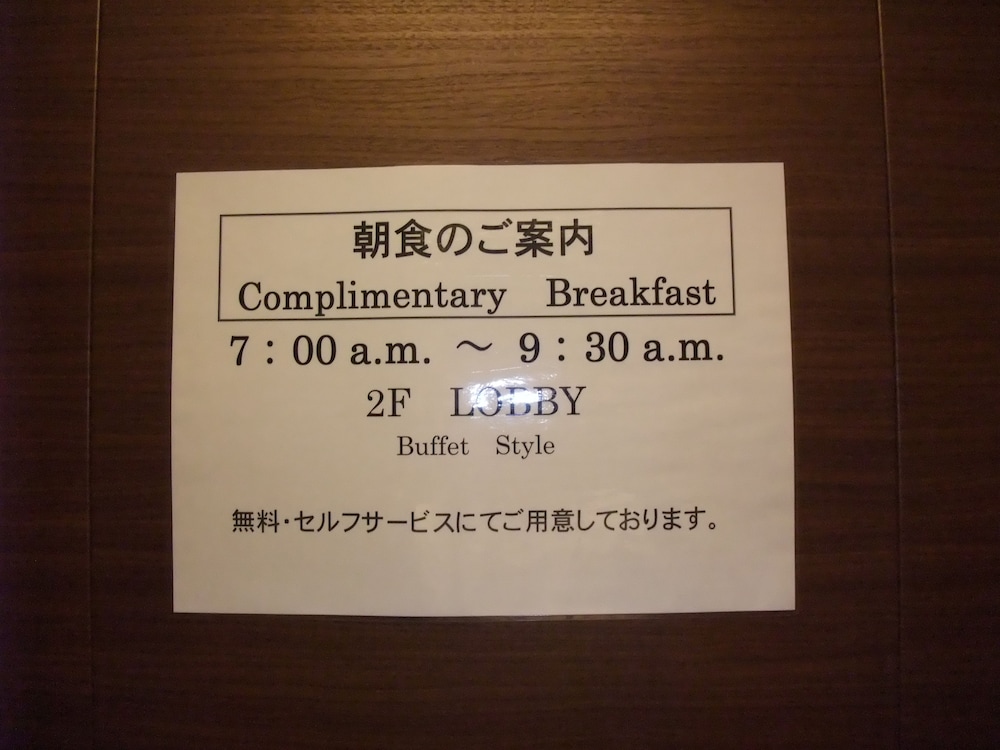 朝食のご案内
Complimentary Breakfast
7：00 a.m. ～ 9：30 a.m.
2F LOBBY
Buffet Style
無料・セルフサービスにてご用意しております。